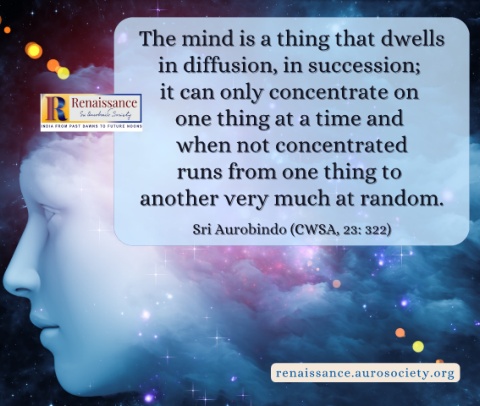 The mind is a thing that dwells
in diffusion, in succession;
it can only concentrate on
one thing at a time and
when not concentrated
runs from one thing to
another very much at random.
Sri Aurobindo (CWSA, 23: 322)
Renaissance
Sri Aurobindo Society
INDIA FROM PAST DAWNS TO FUTURE NOONS
renaissance.aurosociety.org